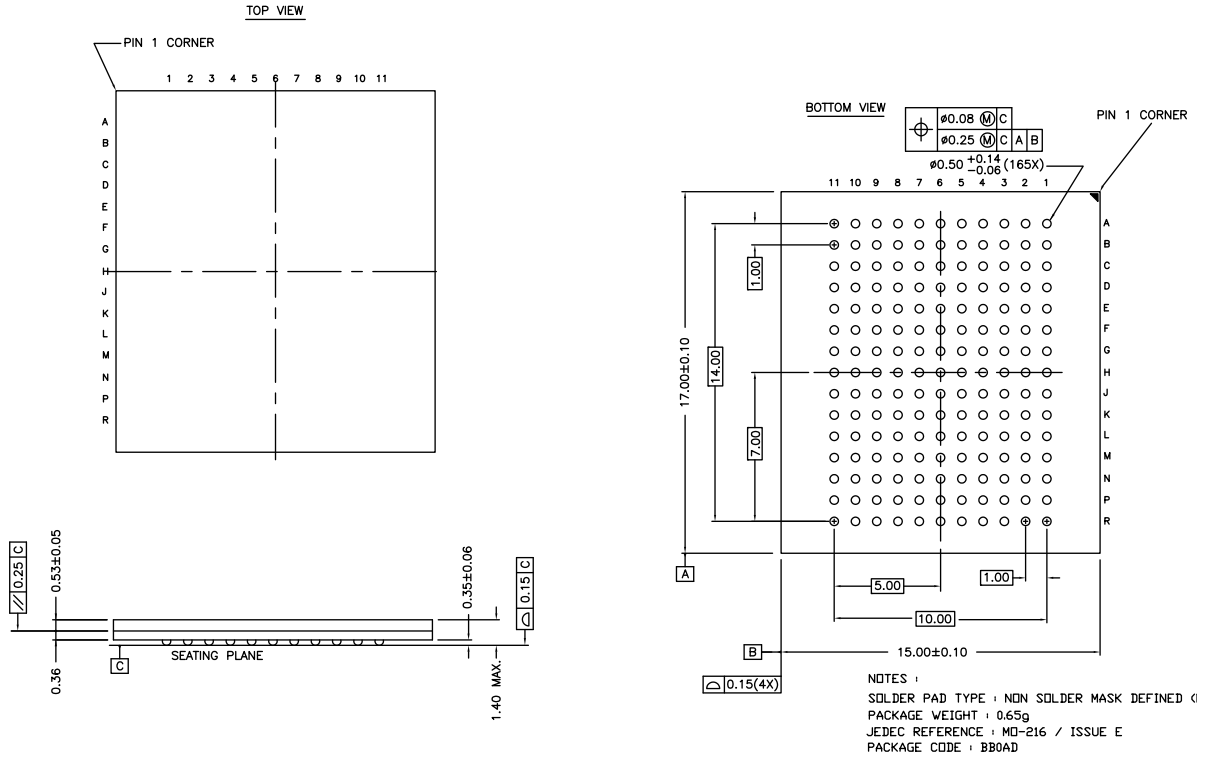 TOP VIEW
PIN 1 CORNER
1 2 3 4 5 6 7 8 9 10 11
A
B
C
D
E
F
G
H
J
K
L
M
N
P
R
BOTTOM VIEW
ø0.08 Ⓜ C
ø0.25 Ⓜ C A B
PIN 1 CORNER
ø0.50 +0.14 -0.06 (165X)
11 10 9 8 7 6 5 4 3 2 1
A
B
C
D
E
F
G
H
J
K
L
M
N
P
R
1.00
14.00
17.00±0.10
7.00
A
5.00
1.00
10.00
B
15.00±0.10
0.15(4X)
// 0.25 C
0.53±0.05
0.36
C
SEATING PLANE
0.35±0.06
0.15 C
1.40 MAX.
NOTES :
SOLDER PAD TYPE : NON SOLDER MASK DEFINED (
PACKAGE WEIGHT : 0.65g
JEDEC REFERENCE : MO-216 / ISSUE E
PACKAGE CODE : BB0AD